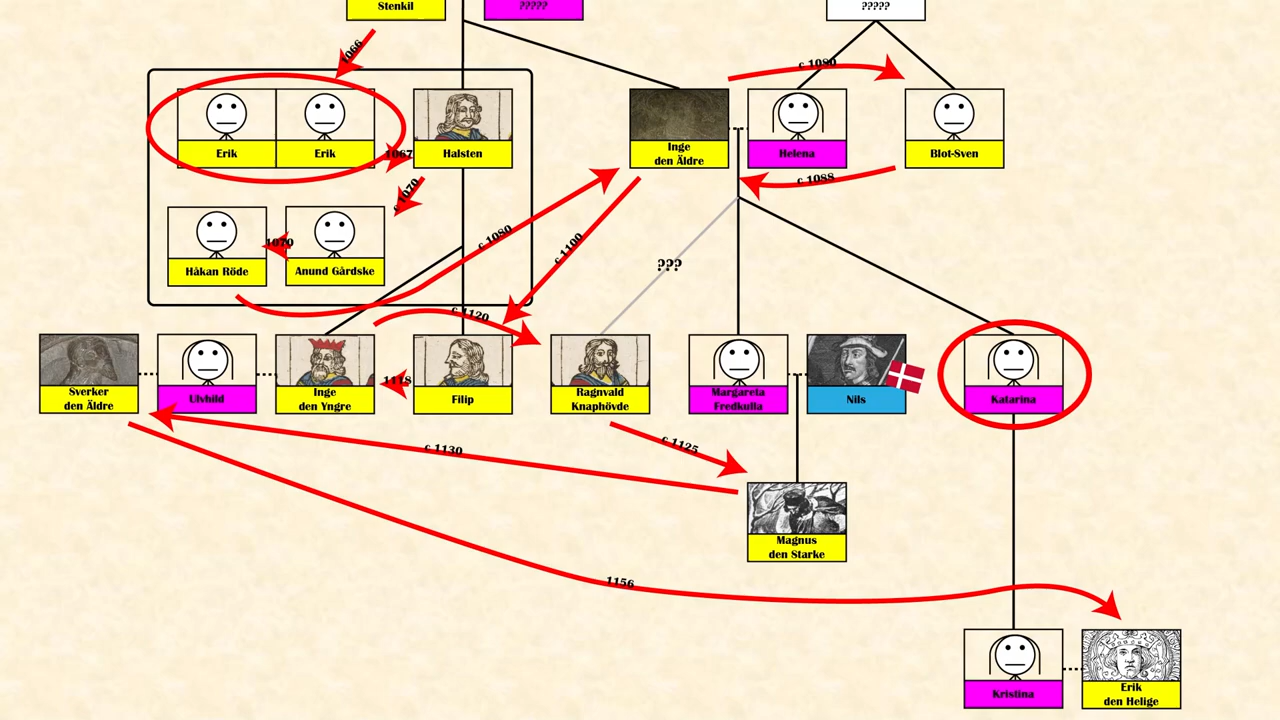 Stenkil
?????
?????
1066
c 1080
Erik
Erik
1067
Halsten
Inge
den Äldre
Helena
Blot-Sven
c 1070
c 1088
Håkan Röde
1070
Anund Gårdske
c 1080
c 1100
???
c 1120
Sverker
den Äldre
Ulvhild
Inge
den Yngre
1118
Filip
Ragnvald
Knaphövde
Margareta
Fredkulla
Nils
Katarina
c 1130
c 1125
Magnus
den Starke
1156
Kristina
Erik
den Helige